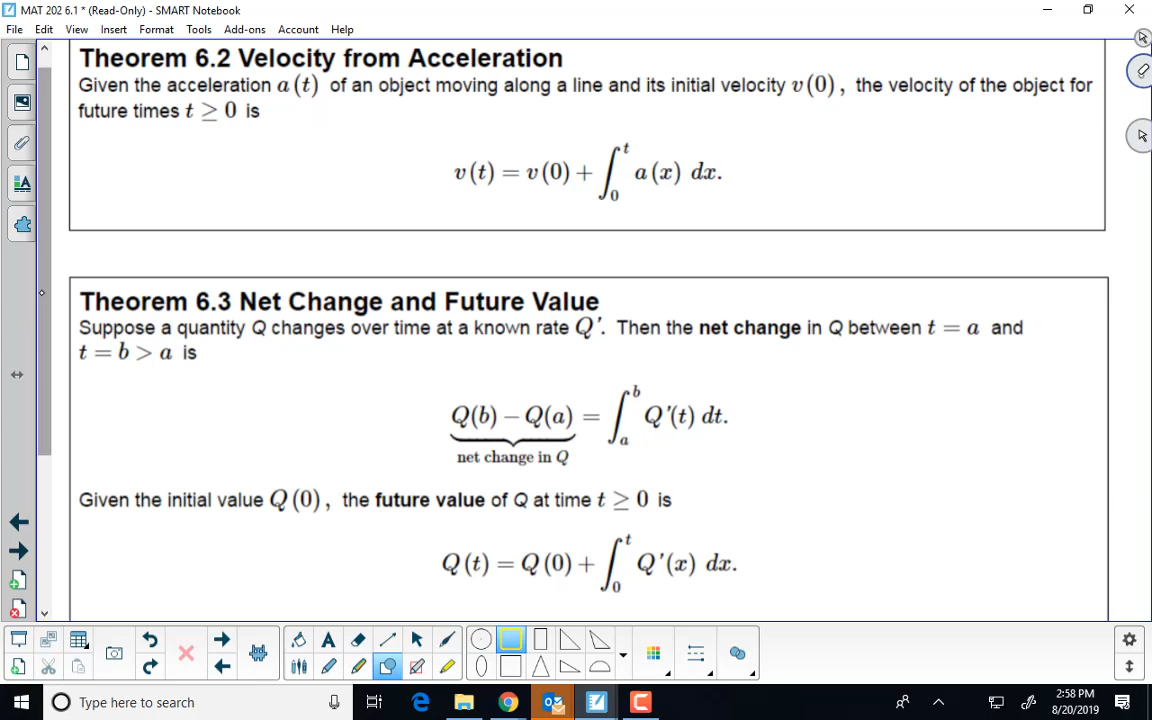 MAT 202 6.1 * (Read-Only) - SMART Notebook
File Edit View Insert Format Tools Add-ons Account Help
Theorem 6.2 Velocity from Acceleration
Given the acceleration a(t) of an object moving along a line and its initial velocity v(0), the velocity of the object for
future times t ≥ 0 is
v(t) = v(0) + ∫₀ᵗ a(x) dx.
Theorem 6.3 Net Change and Future Value
Suppose a quantity Q changes over time at a known rate Q'. Then the net change in Q between t = a and
t = b > a is
Q(b) – Q(a) = ∫ₐᵇ Q'(t) dt.
net change in Q
Given the initial value Q(0), the future value of Q at time t ≥ 0 is
Q(t) = Q(0) + ∫₀ᵗ Q'(x) dx.
Type here to search
2:58 PM
8/20/2019